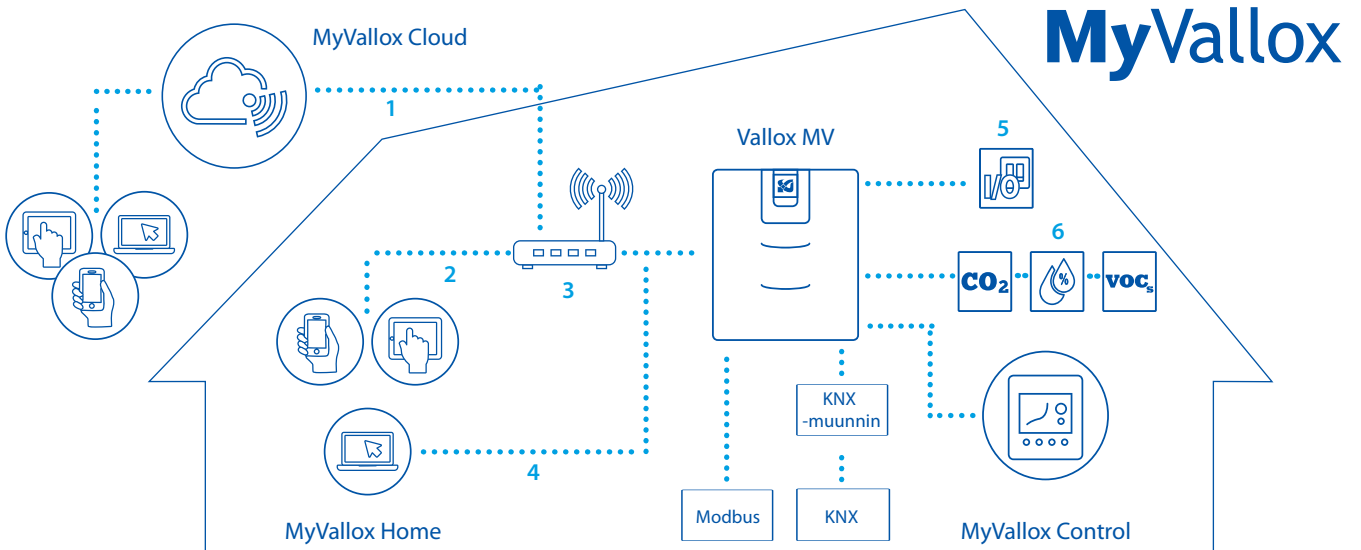 MyVallox
MyVallox Cloud
1
Vallox MV
5
I/O
2
3
6
CO₂
%
VOCs
KNX
-muunnin
4
Modbus
KNX
MyVallox Home
MyVallox Control